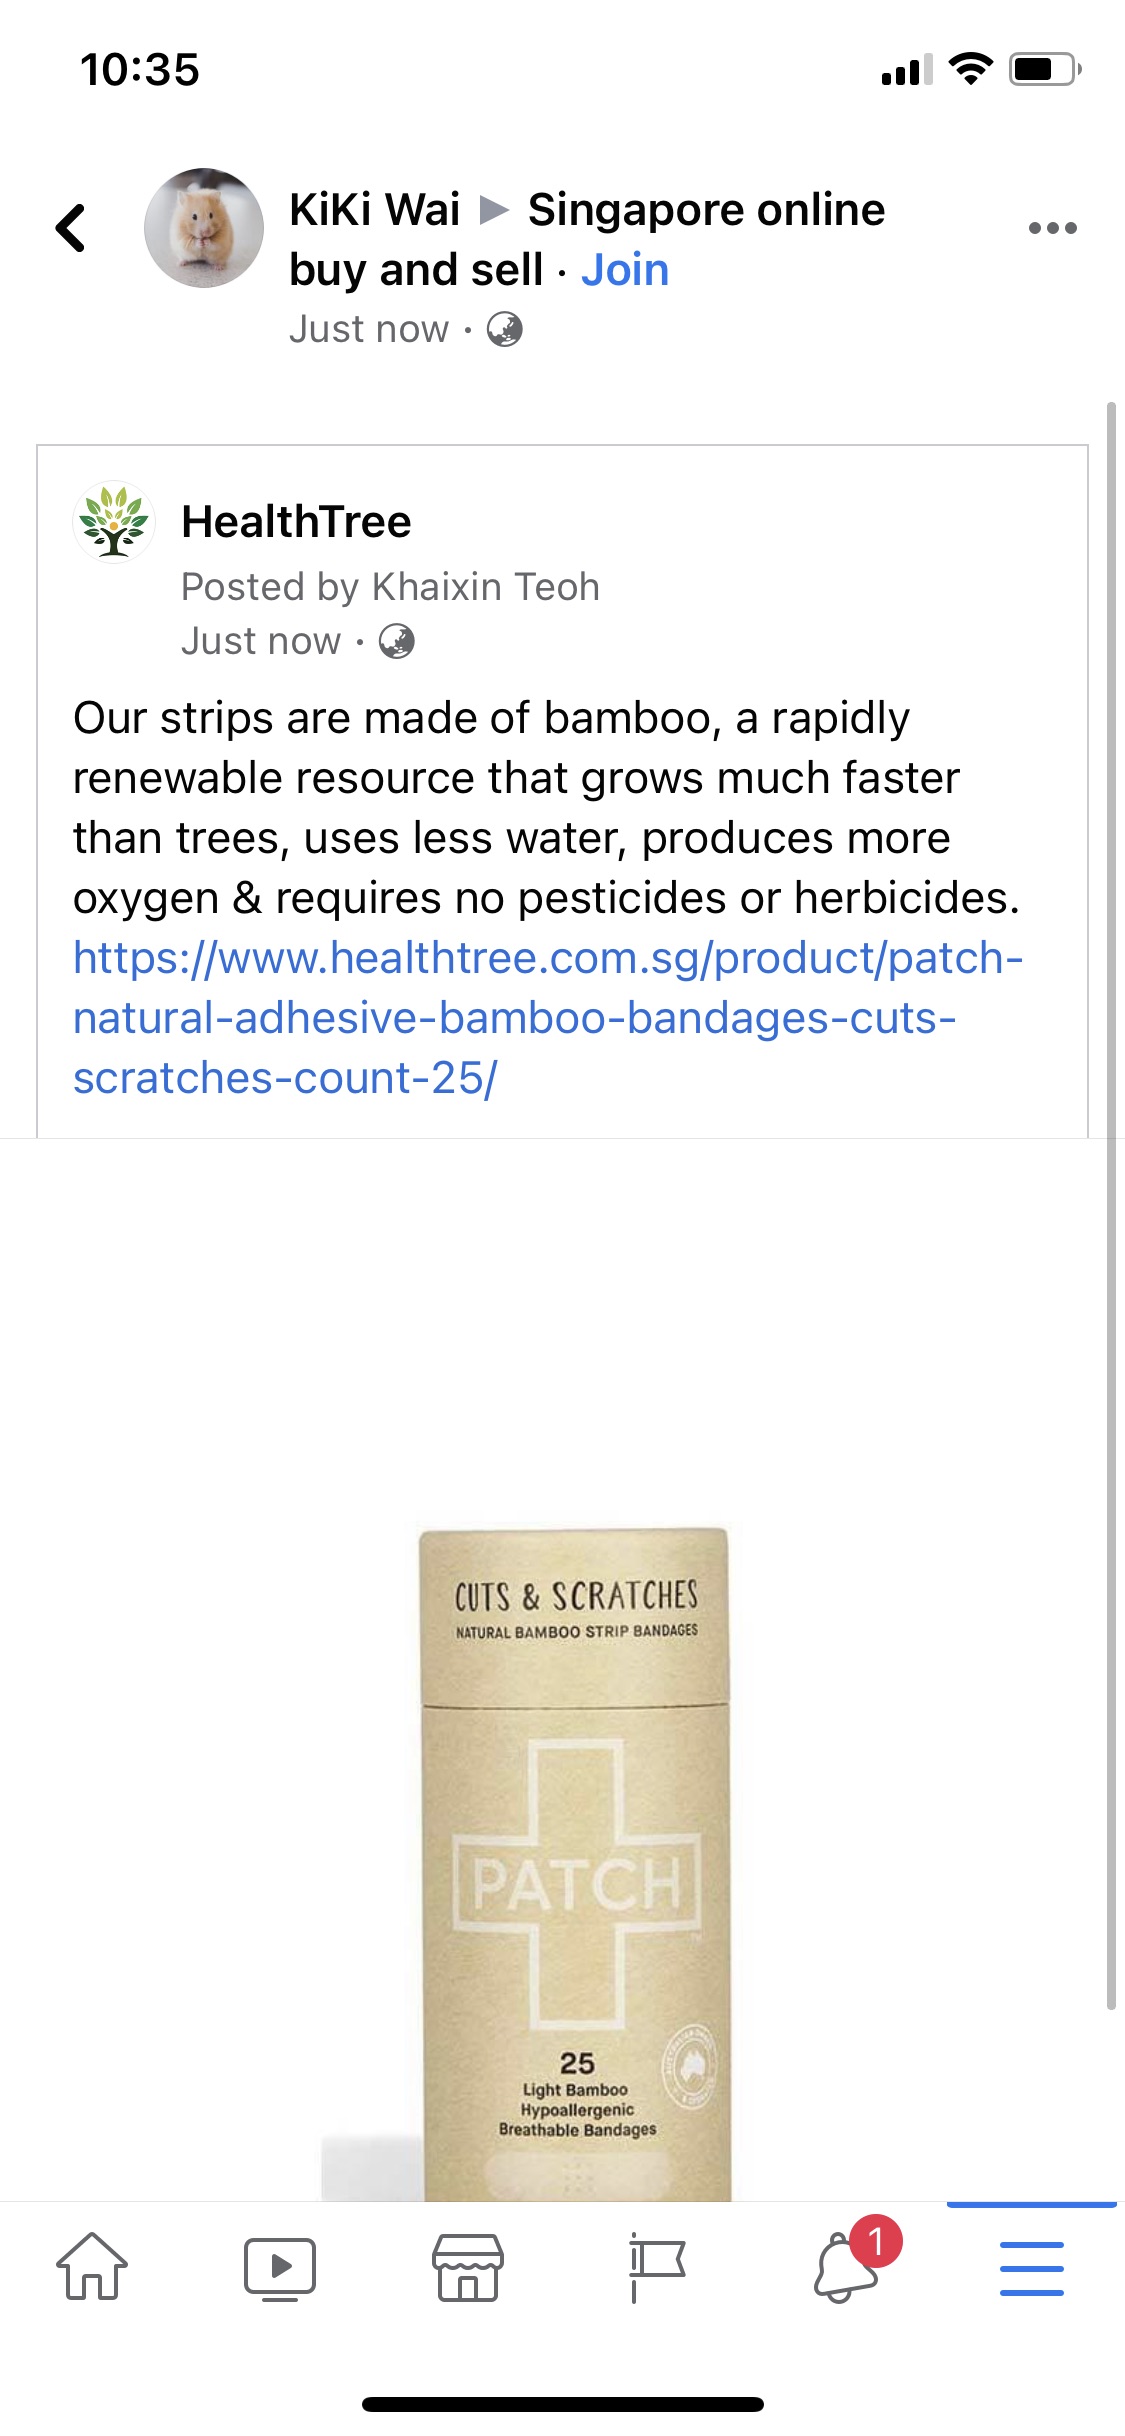 10:35
KiKi Wai ▶ Singapore online
buy and sell · Join
Just now ·
HealthTree
Posted by Khaixin Teoh
Just now ·
Our strips are made of bamboo, a rapidly
renewable resource that grows much faster
than trees, uses less water, produces more
oxygen & requires no pesticides or herbicides.
https://www.healthtree.com.sg/product/patch-
natural-adhesive-bamboo-bandages-cuts-
scratches-count-25/
CUTS & SCRATCHES
NATURAL BAMBOO STRIP BANDAGES
PATCH
25
Light Bamboo
Hypoallergenic
Breathable Bandages
1